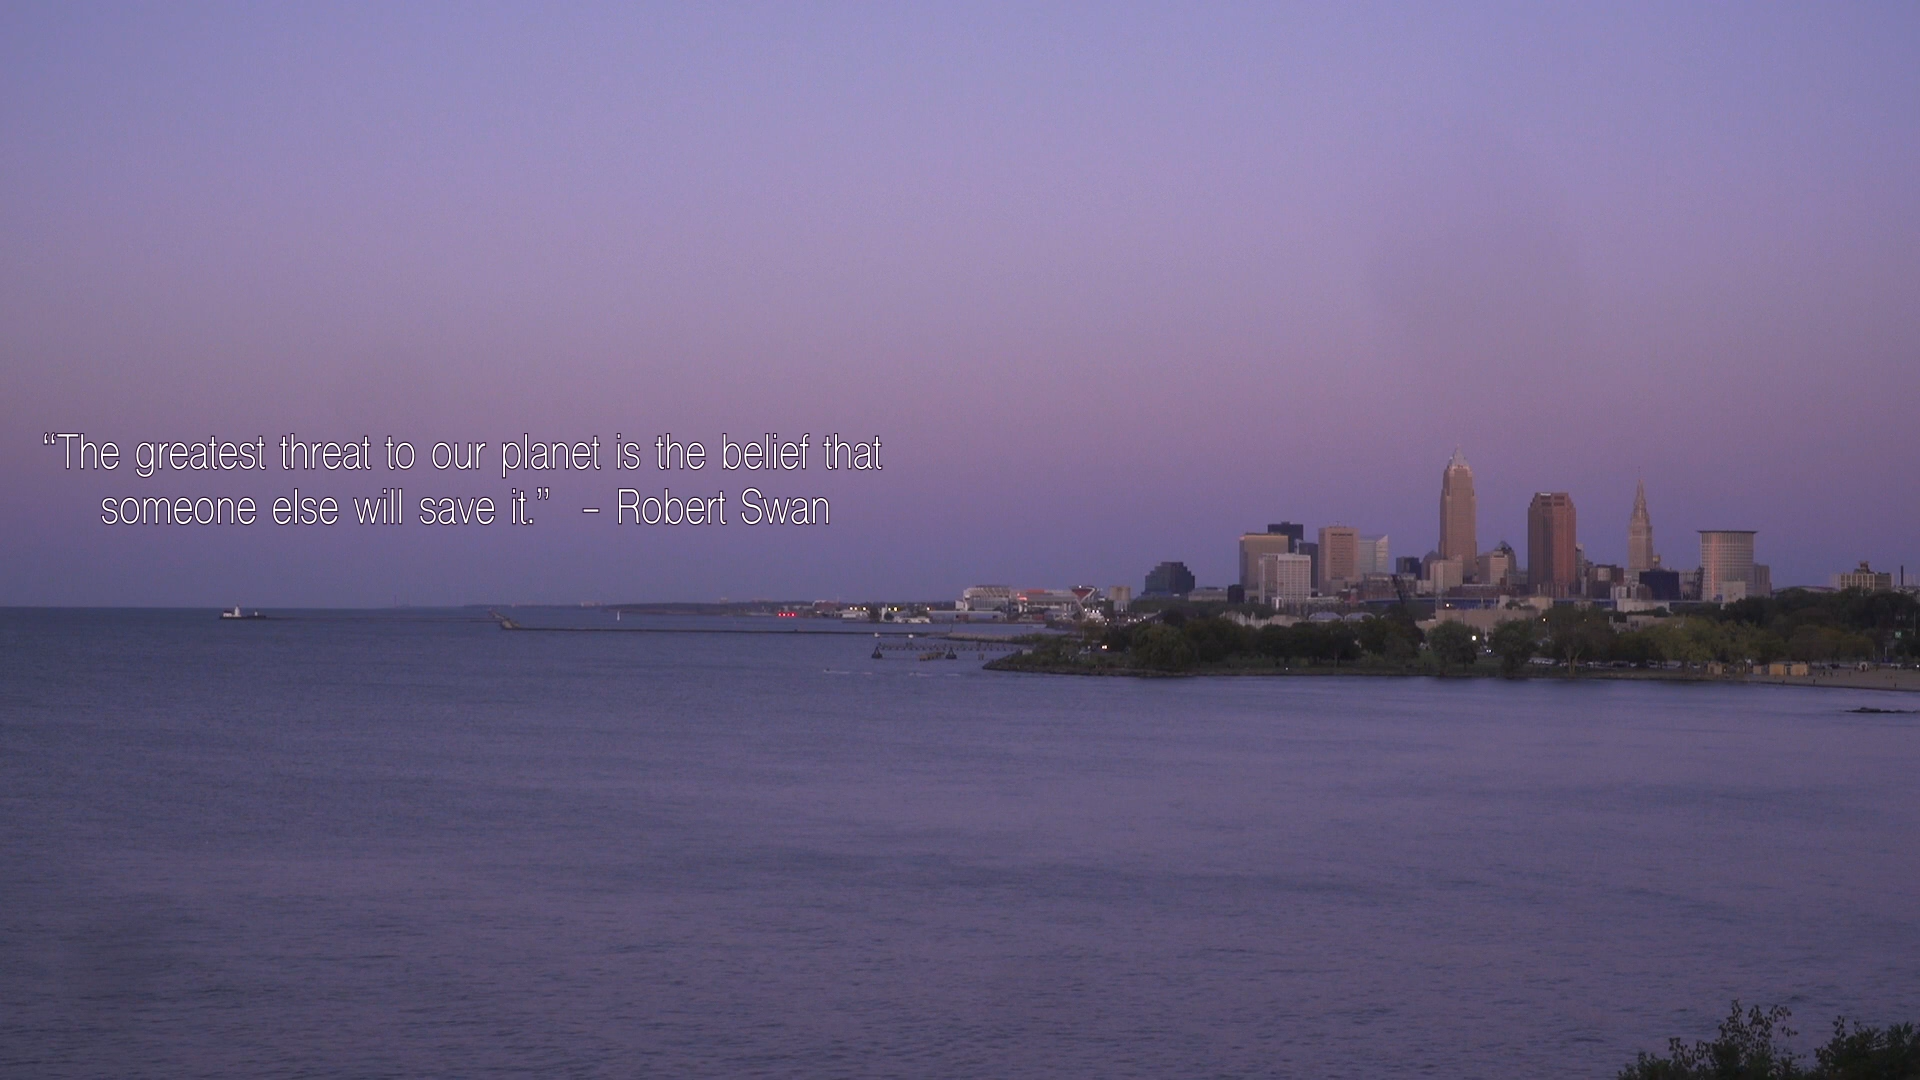 “The greatest threat to our planet is the belief that
someone else will save it.”  - Robert Swan